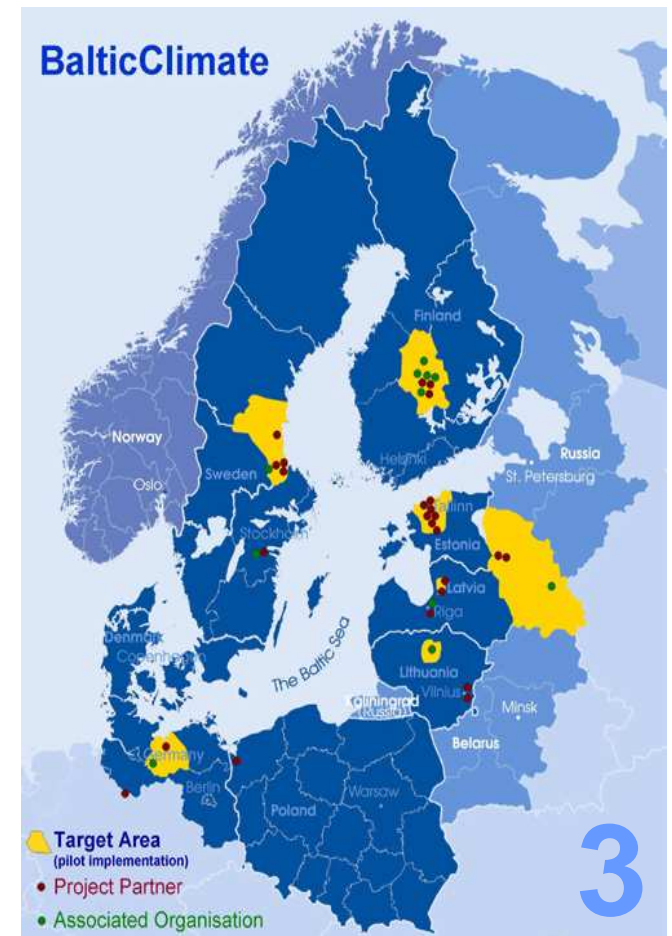 BalticClimate
Finland
Norway
Helsinki
Russia
Sweden
Oslo
St. Petersburg
Stockholm
Tallinn
Estonia
Latvia
Riga
Denmark
Copenhagen
The Baltic Sea
Lithuania
Vilnius
Kaliningrad
(Russia)
Minsk
Belarus
Germany
Berlin
Warsaw
Poland
Target Area
(pilot implementation)
Project Partner
Associated Organisation
3